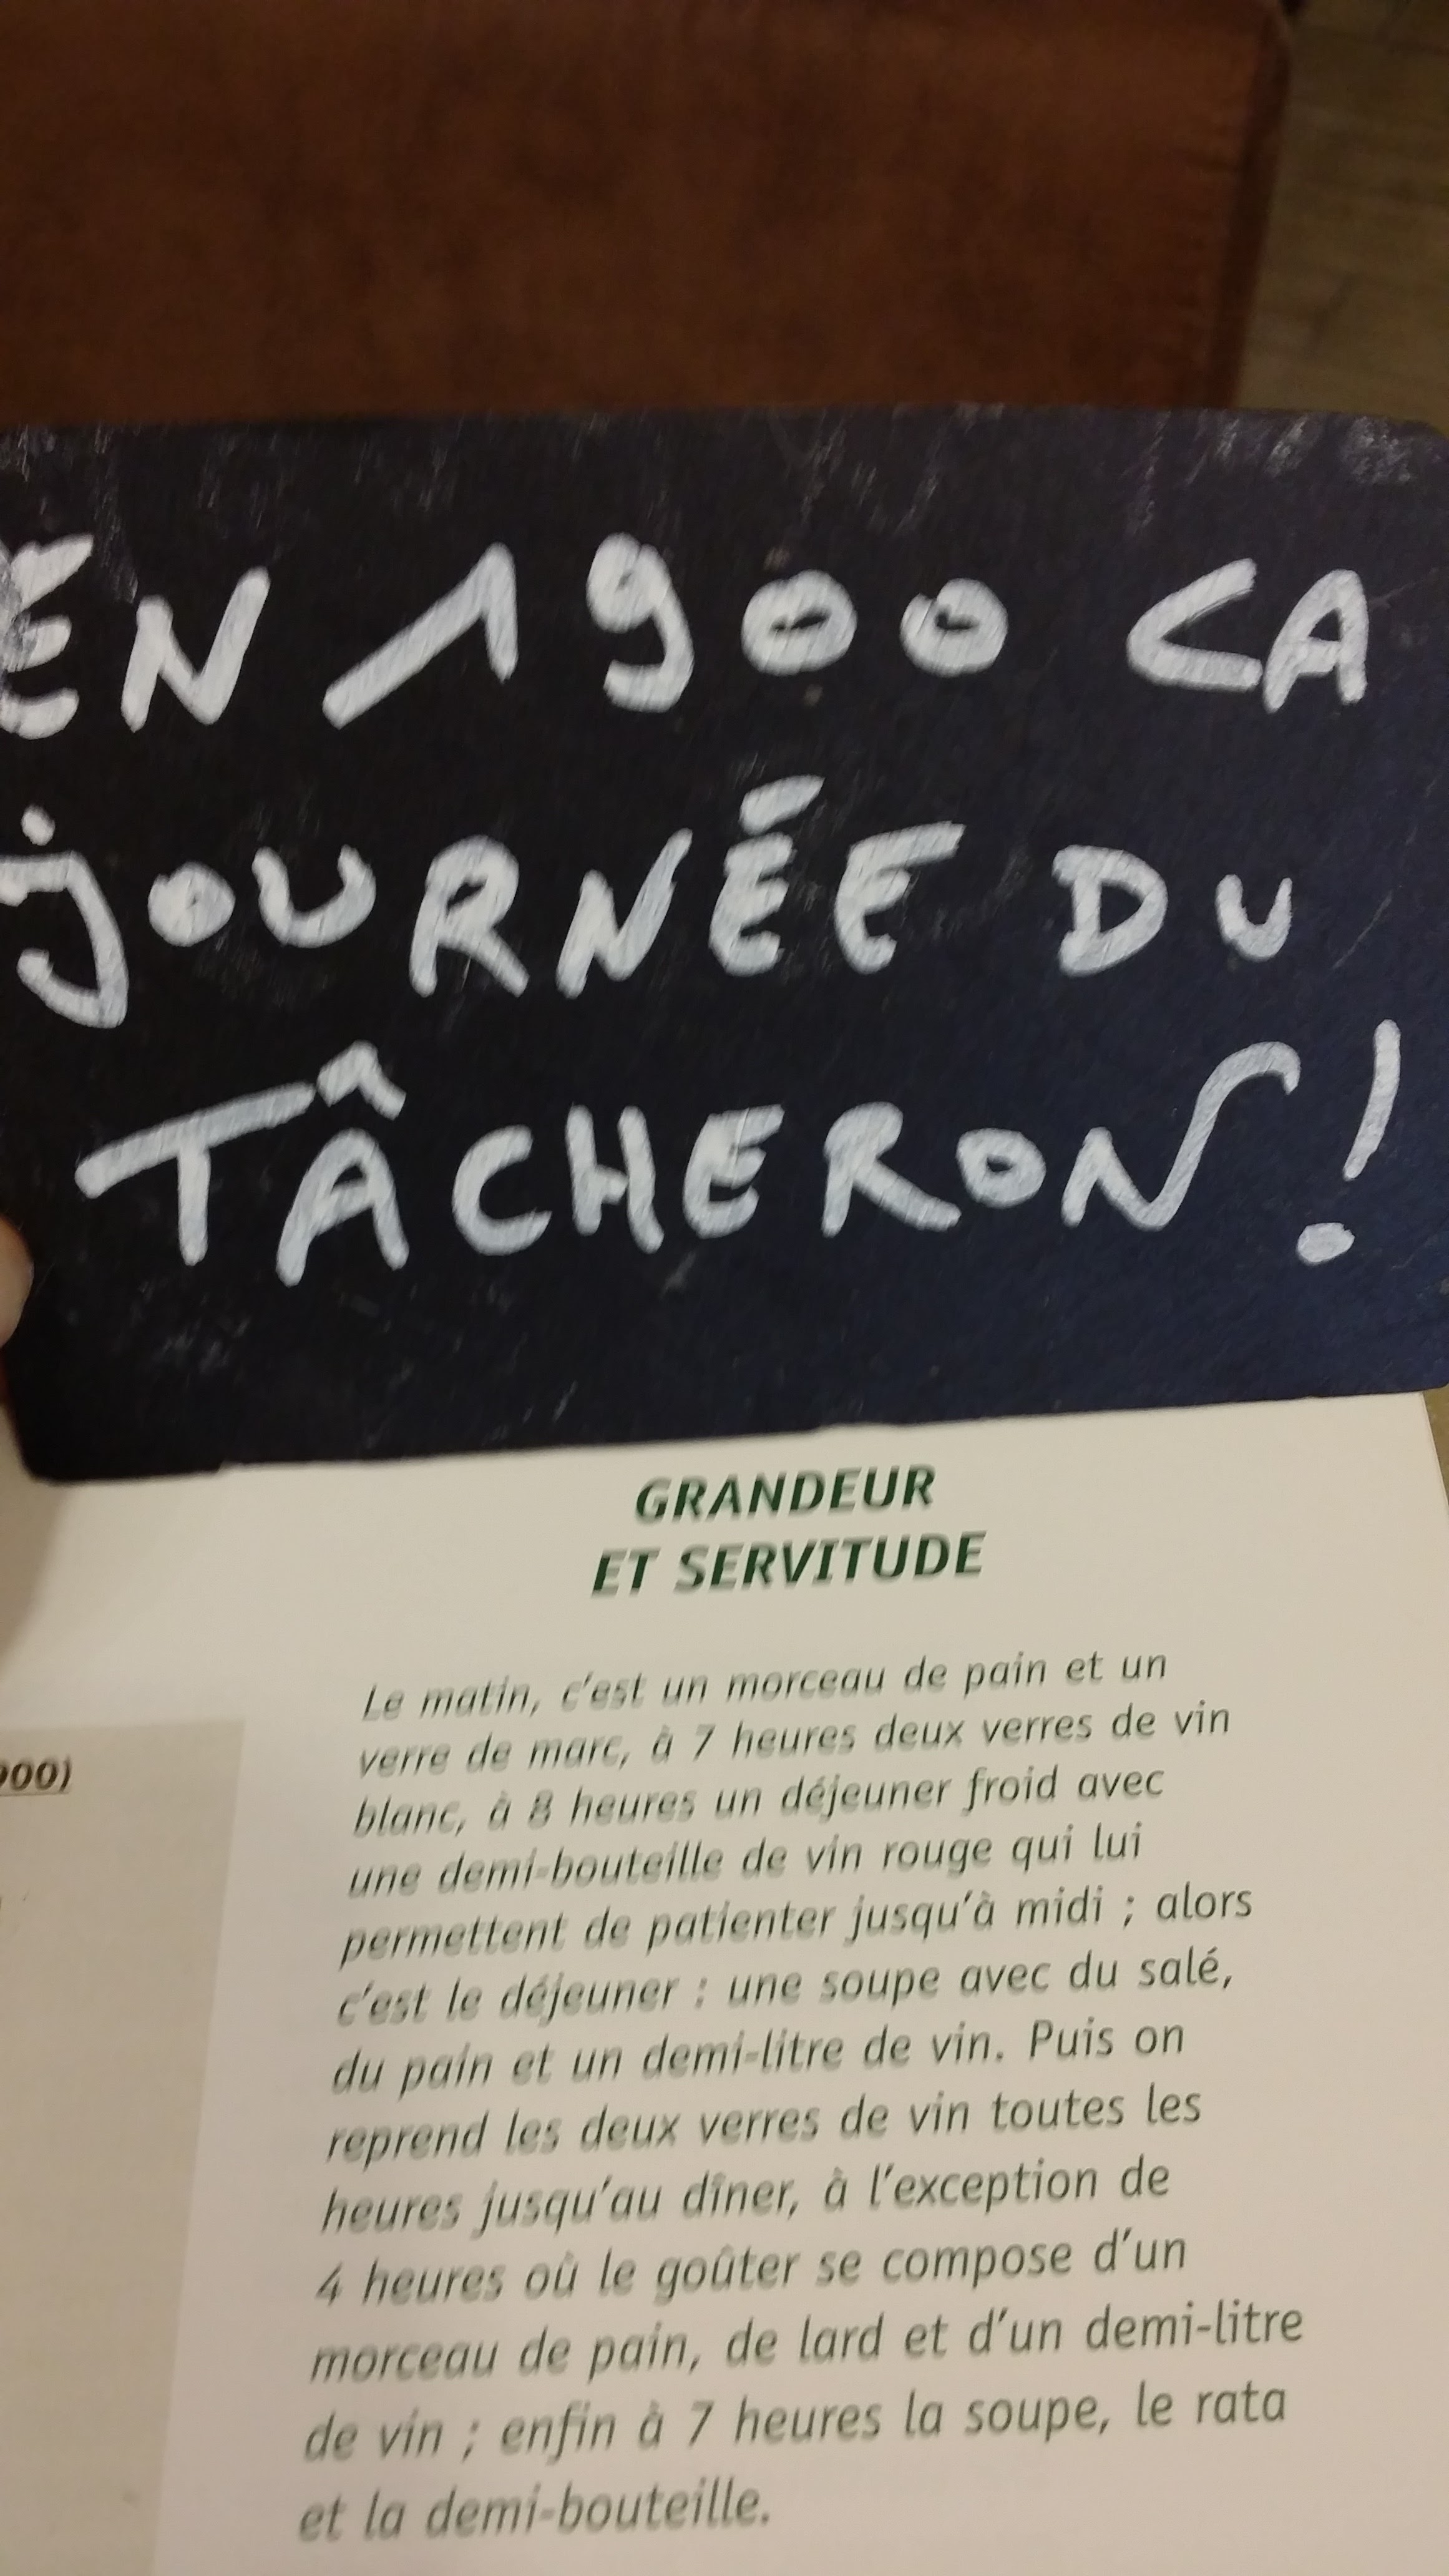 EN 1900 CA
jOURNÉE DU
TÂCHERON!
GRANDEUR
ET SERVITUDE
Le matin, c'est un morceau de pain et un
verre de marc, à 7 heures deux verres de vin
blanc, à 8 heures un déjeuner froid avec
une demi-bouteille de vin rouge qui lui
permettent de patienter jusqu'à midi ; alors
c'est le déjeuner : une soupe avec du salé,
du pain et un demi-litre de vin. Puis on
reprend les deux verres de vin toutes les
heures jusqu'au dîner, à l'exception de
4 heures où le goûter se compose d'un
morceau de pain, de lard et d'un demi-litre
de vin ; enfin à 7 heures la soupe, le rata
et la demi-bouteille.